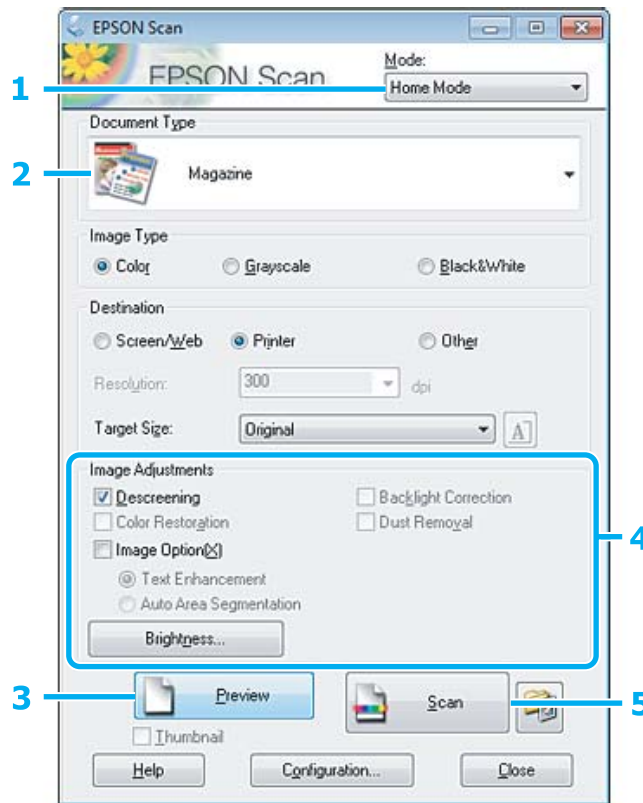 EPSON Scan
EPSON Scan
Mode:
1
Home Mode
Document Type
2
Magazine
Image Type
Color Grayscale Black&White
Destination
Screen/Web Printer Other
Resolution: 300 dpi
Target Size: Original A
Image Adjustments
Descreening Backlight Correction
Color Restoration Dust Removal
4
Image Option(X)
Text Enhancement
Auto Area Segmentation
Brightness...
3 Preview Scan 5
Thumbnail
Help Configuration... Close